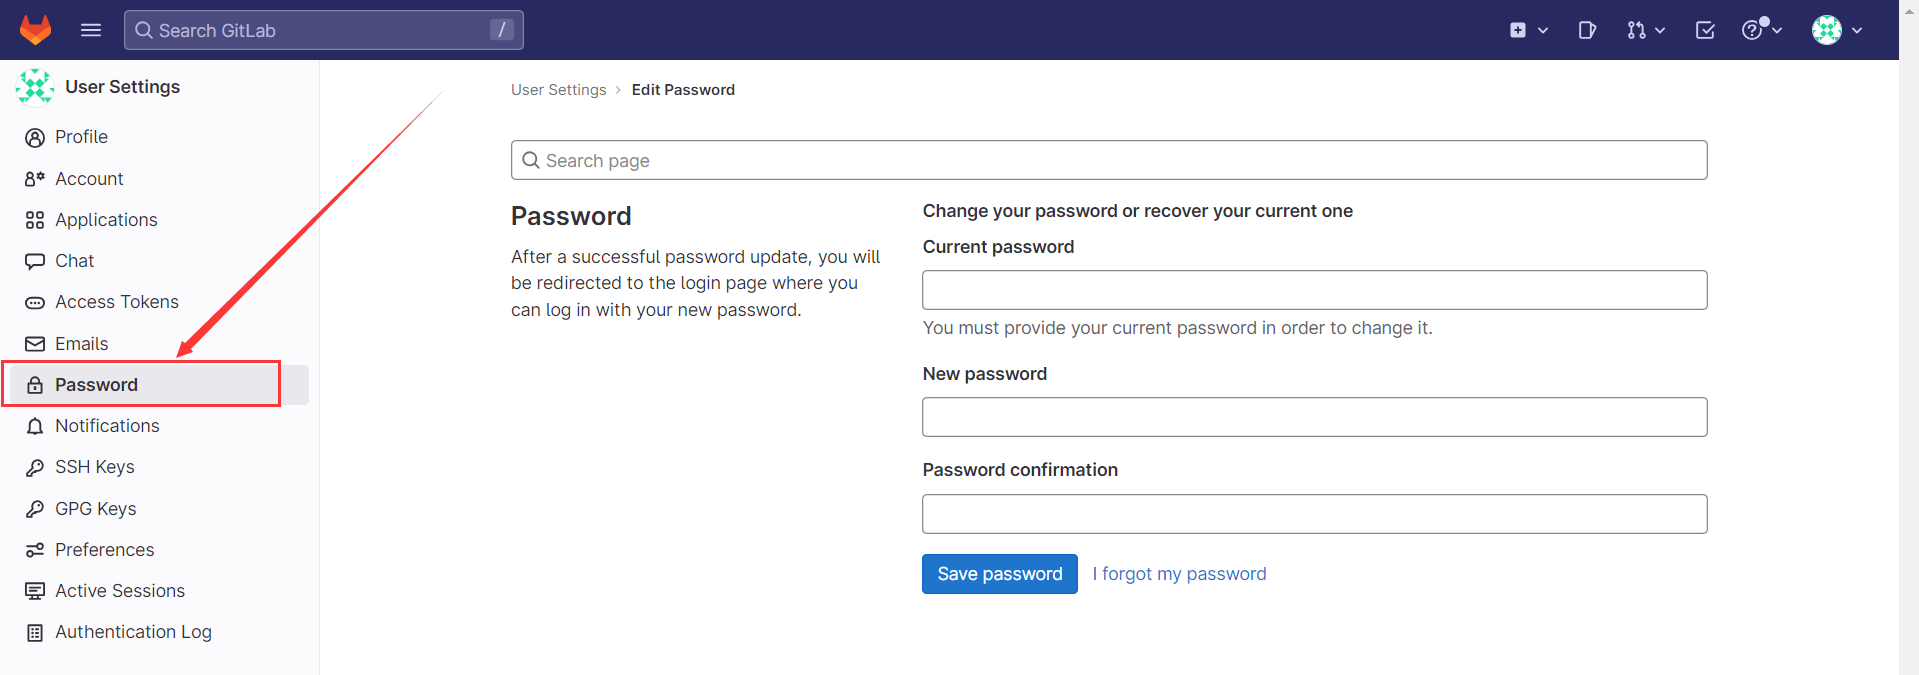 Search GitLab /
User Settings
Profile
Account
Applications
Chat
Access Tokens
Emails
Password
Notifications
SSH Keys
GPG Keys
Preferences
Active Sessions
Authentication Log
User Settings > Edit Password
Search page
Password
After a successful password update, you will
be redirected to the login page where you
can log in with your new password.
Change your password or recover your current one
Current password
You must provide your current password in order to change it.
New password
Password confirmation
Save password I forgot my password